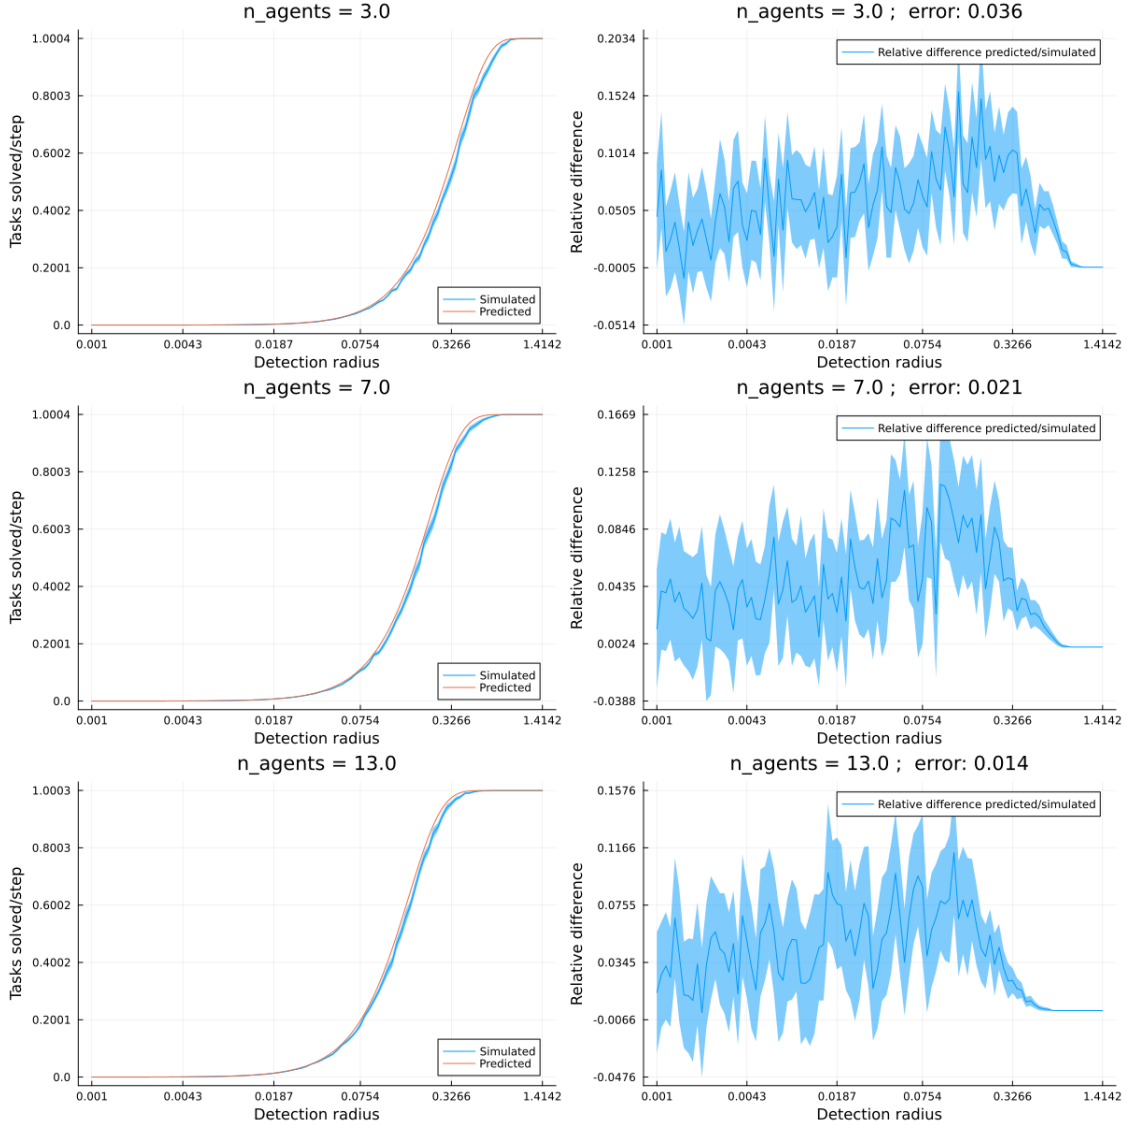 n_agents = 3.0
Tasks solved/step
1.0004
0.8003
0.6002
0.4002
0.2001
0.0
Simulated
Predicted
0.001 0.0043 0.0187 0.0754 0.3266 1.4142
Detection radius
n_agents = 3.0 ; error: 0.036
Relative difference
0.2034
0.1524
0.1014
0.0505
-0.0005
-0.0514
Relative difference predicted/simulated
0.001 0.0043 0.0187 0.0754 0.3266 1.4142
Detection radius
n_agents = 7.0
Tasks solved/step
1.0004
0.8003
0.6003
0.4002
0.2001
0.0
Simulated
Predicted
0.001 0.0043 0.0187 0.0754 0.3266 1.4142
Detection radius
n_agents = 7.0 ; error: 0.021
Relative difference
0.1669
0.1258
0.0846
0.0435
0.0024
-0.0388
Relative difference predicted/simulated
0.001 0.0043 0.0187 0.0754 0.3266 1.4142
Detection radius
n_agents = 13.0
Tasks solved/step
1.0003
0.8003
0.6002
0.4002
0.2001
0.0
Simulated
Predicted
0.001 0.0043 0.0187 0.0754 0.3266 1.4142
Detection radius
n_agents = 13.0 ; error: 0.014
Relative difference
0.1576
0.1166
0.0755
0.0345
-0.0066
-0.0476
Relative difference predicted/simulated
0.001 0.0043 0.0187 0.0754 0.3266 1.4142
Detection radius